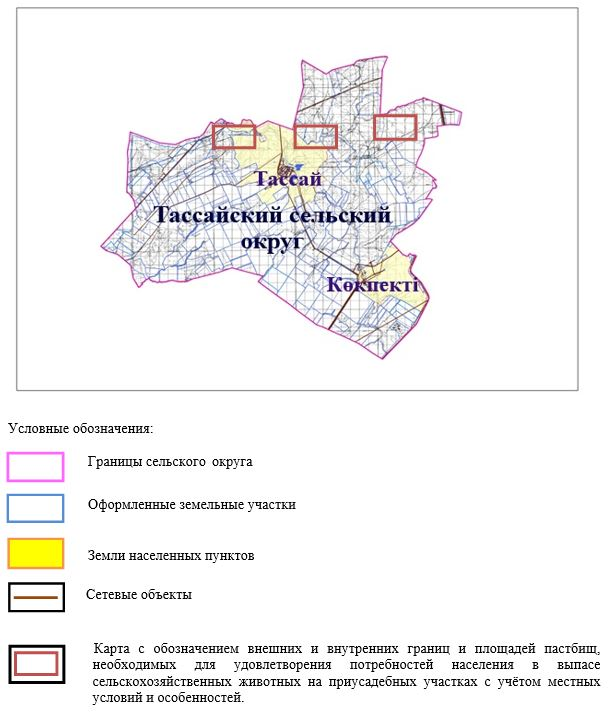 Тассай
Тассайский сельский
округ
Көкпекті
Условные обозначения:
Границы сельского округа
Оформленные земельные участки
Земли населенных пунктов
Сетевые объекты
Карта с обозначением внешних и внутренних границ и площадей пастбищ,
необходимых для удовлетворения потребностей населения в выпасе
сельскохозяйственных животных на приусадебных участках с учётом местных
условий и особенностей.